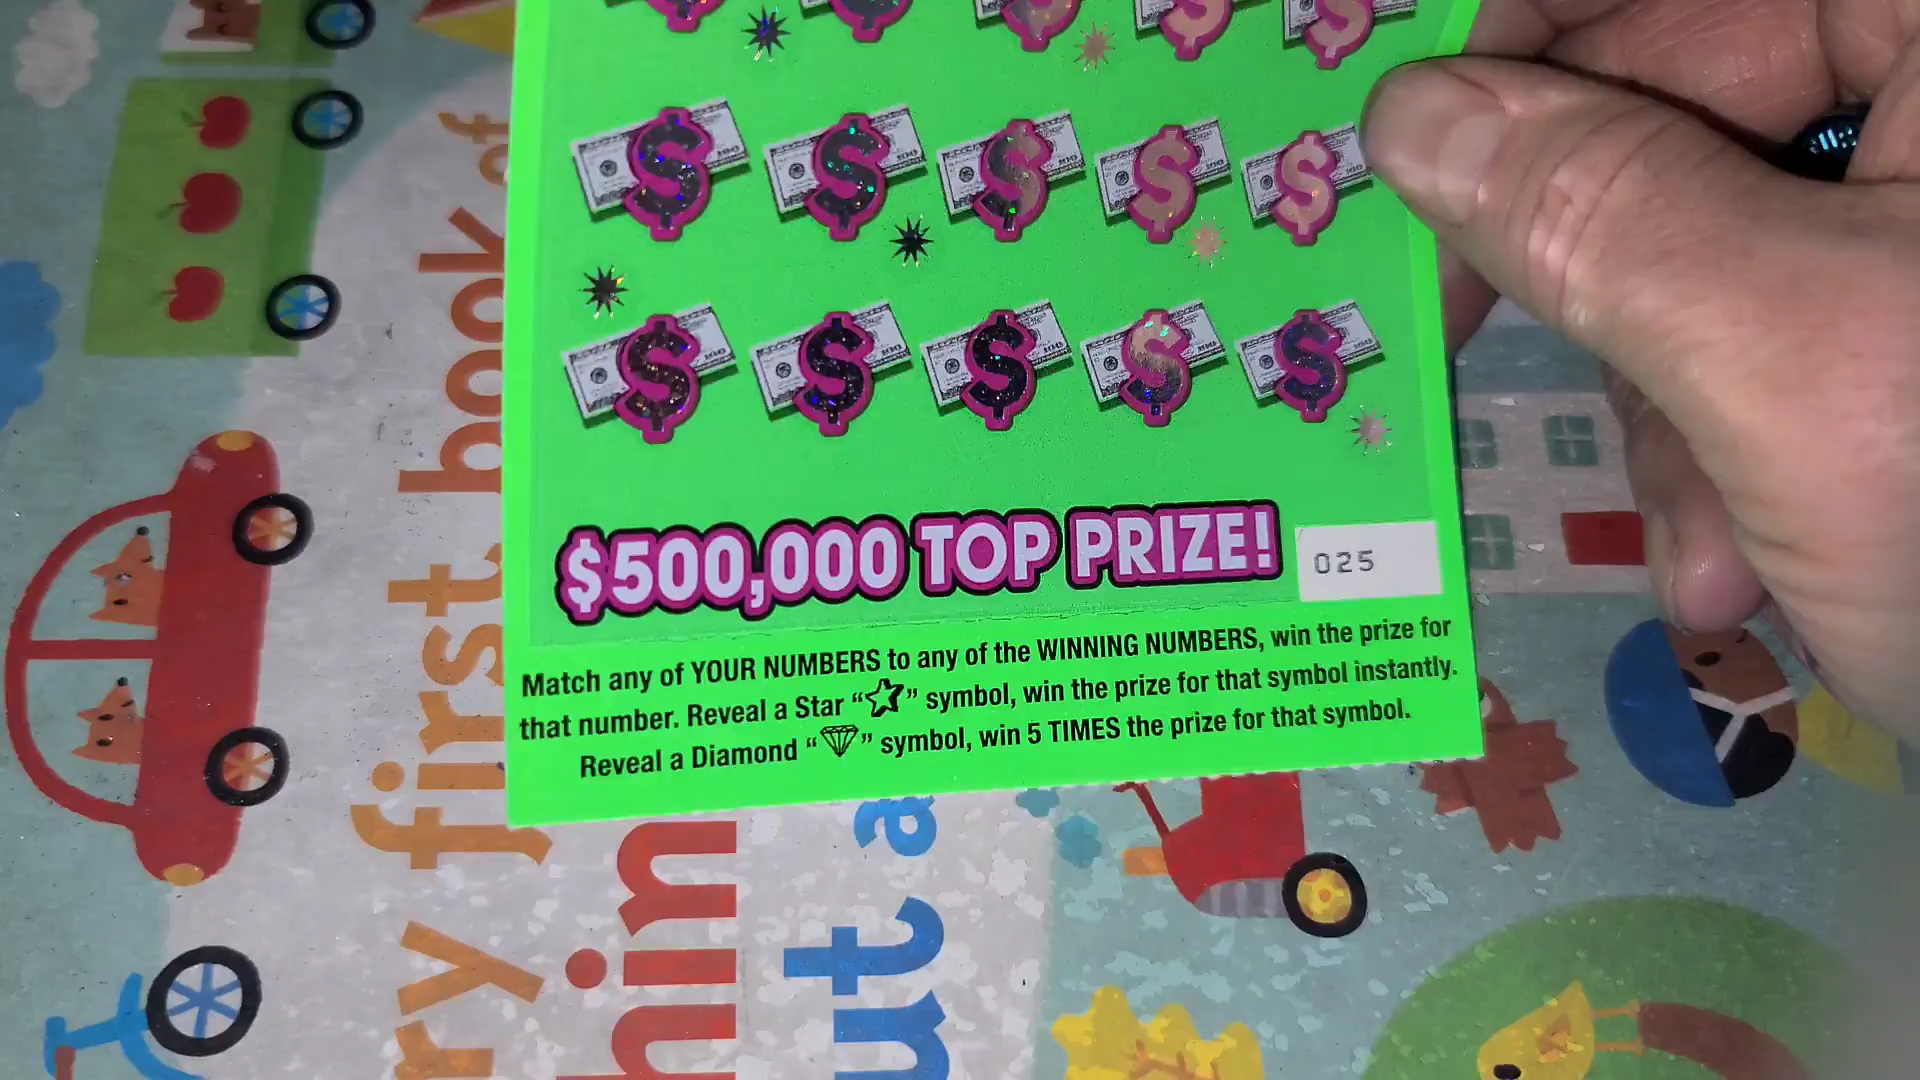 $500,000 TOP PRIZE!
025
Match any of YOUR NUMBERS to any of the WINNING NUMBERS, win the prize for
that number. Reveal a Star “☆” symbol, win the prize for that symbol instantly.
Reveal a Diamond “” symbol, win 5 TIMES the prize for that symbol.
first book of